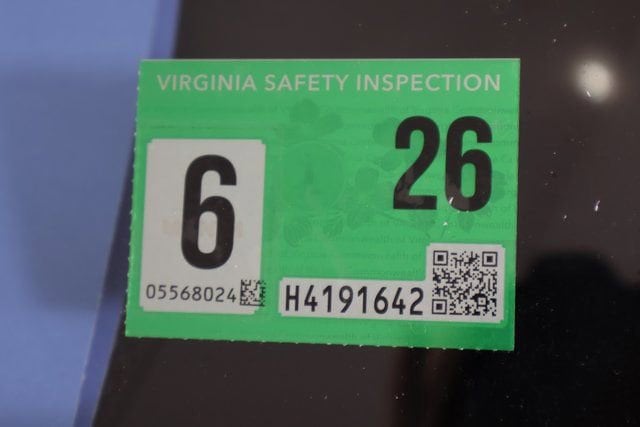 VIRGINIA SAFETY INSPECTION
26
6
05568024
H4191642